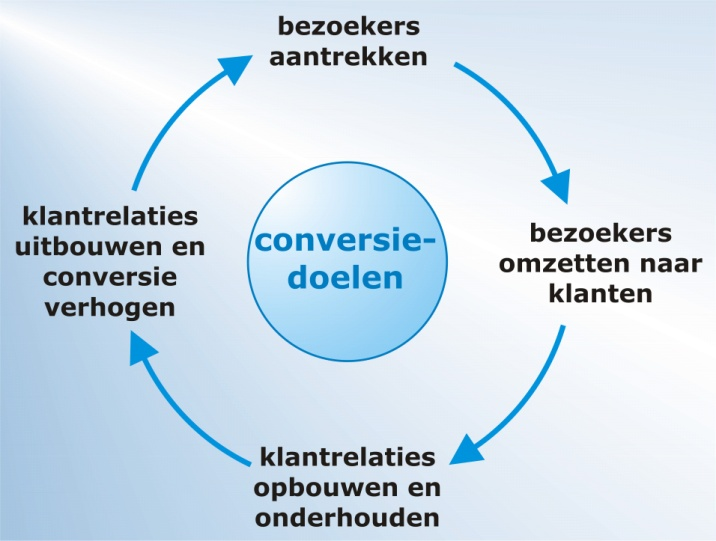 bezoekers
aantrekken
bezoekers
omzetten naar
klanten
klantrelaties
opbouwen en
onderhouden
klantrelaties
uitbouwen en
conversie
verhogen
conversie-
doelen